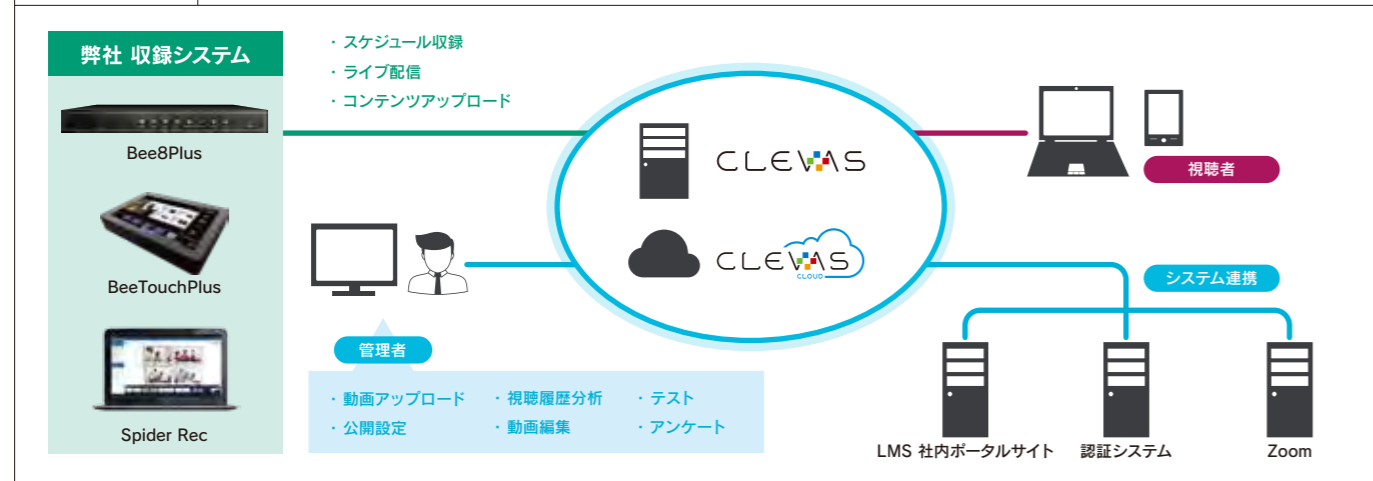 弊社 収録システム
Bee8Plus
BeeTouchPlus
Spider Rec
・スケジュール収録
・ライブ配信
・コンテンツアップロード
管理者
・動画アップロード
・公開設定
・視聴履歴分析
・動画編集
・テスト
・アンケート
CLEVAS
CLEVAS
CLOUD
視聴者
システム連携
LMS 社内ポータルサイト
認証システム
Zoom